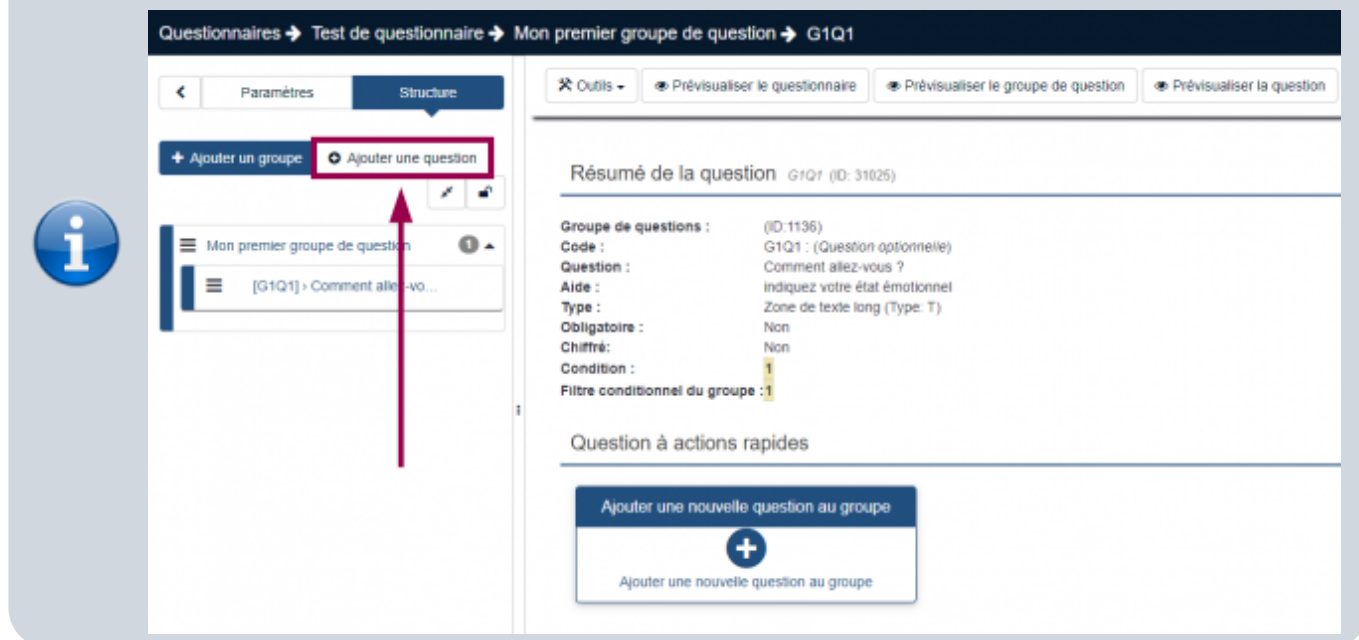 Questionnaires → Test de questionnaire → Mon premier groupe de question → G1Q1
Paramètres Structure
Outils Prévisualiser le questionnaire Prévisualiser le groupe de question Prévisualiser la question
Ajouter un groupe Ajouter une question
Résumé de la question G1Q1 (ID: 31025)
Mon premier groupe de question 1
[G1Q1] › Comment allez-vo...
Groupe de questions : (ID:1136)
Code : G1Q1 : (Question optionnelle)
Question : Comment allez-vous ?
Aide : indiquez votre état émotionnel
Type : Zone de texte long (Type: T)
Obligatoire : Non
Chiffré: Non
Condition : 1
Filtre conditionnel du groupe : 1
Question à actions rapides
Ajouter une nouvelle question au groupe
Ajouter une nouvelle question au groupe